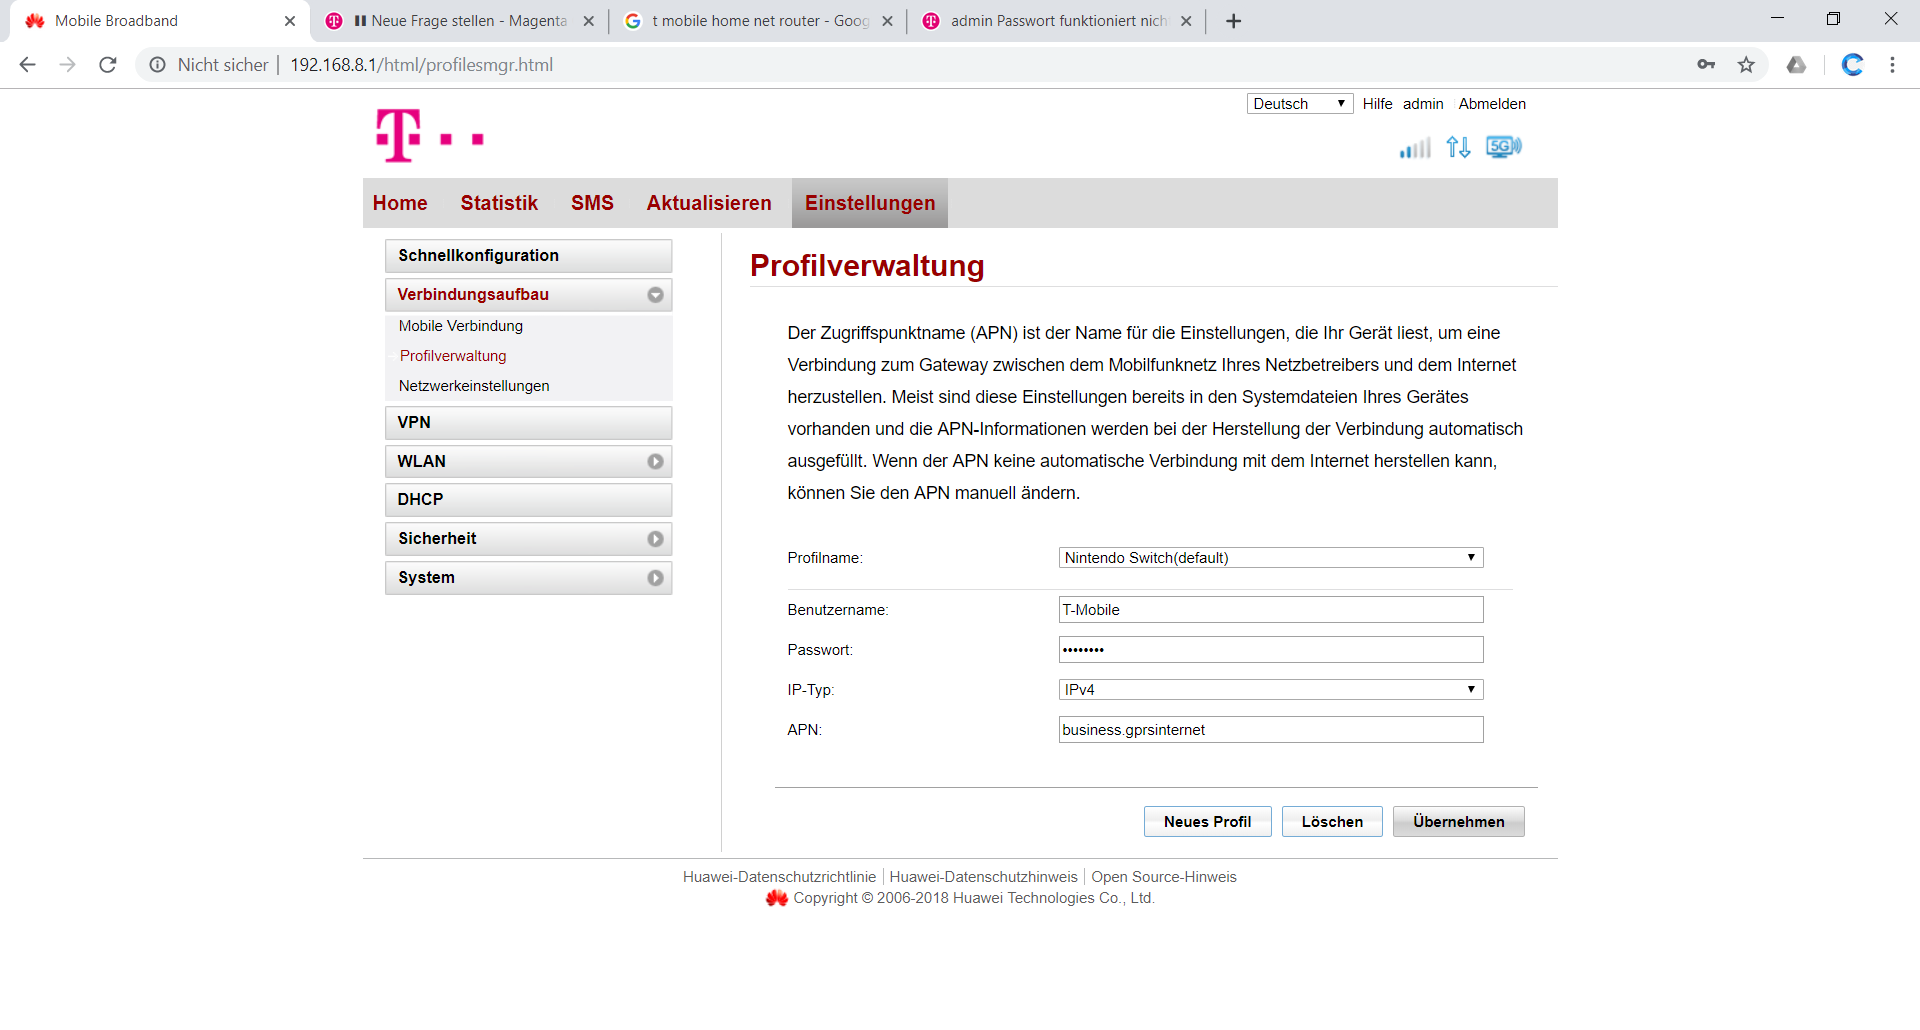 Mobile Broadband
Neue Frage stellen - Magenta
t mobile home net router - Goog
admin Passwort funktioniert nich
Nicht sicher
192.168.8.1/html/profilesmgr.html
Deutsch
Hilfe
admin
Abmelden
T
5G
Home
Statistik
SMS
Aktualisieren
Einstellungen
Schnellkonfiguration
Verbindungsaufbau
Mobile Verbindung
Profilverwaltung
Netzwerkeinstellungen
VPN
WLAN
DHCP
Sicherheit
System
Profilverwaltung
Der Zugriffspunktname (APN) ist der Name für die Einstellungen, die Ihr Gerät liest, um eine
Verbindung zum Gateway zwischen dem Mobilfunknetz Ihres Netzbetreibers und dem Internet
herzustellen. Meist sind diese Einstellungen bereits in den Systemdateien Ihres Gerätes
vorhanden und die APN-Informationen werden bei der Herstellung der Verbindung automatisch
ausgefüllt. Wenn der APN keine automatische Verbindung mit dem Internet herstellen kann,
können Sie den APN manuell ändern.
Profilname: Nintendo Switch(default)
Benutzername: T-Mobile
Passwort: ••••••••
IP-Typ: IPv4
APN: business.gprsinternet
Neues Profil
Löschen
Übernehmen
Huawei-Datenschutzrichtlinie | Huawei-Datenschutzhinweis | Open Source-Hinweis
Copyright © 2006-2018 Huawei Technologies Co., Ltd.